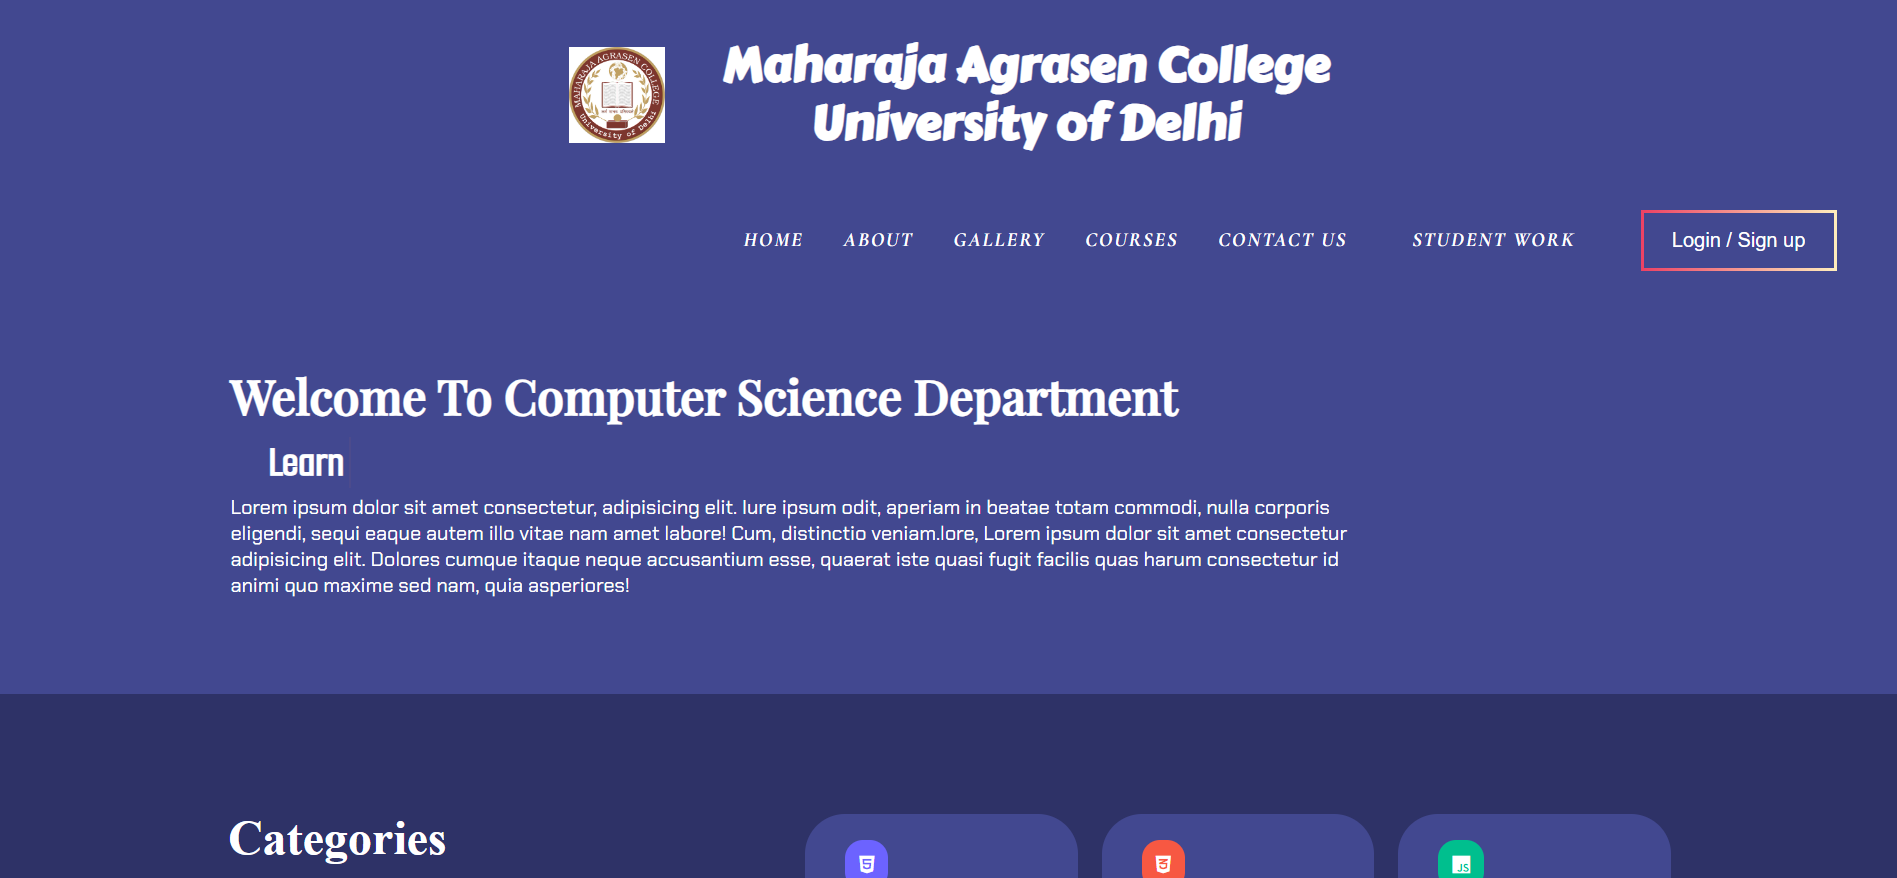 MAHARAJA AGRASEN COLLEGE
University of Delhi
Maharaja Agrasen College
University of Delhi
HOME ABOUT GALLERY COURSES CONTACT US STUDENT WORK Login / Sign up
Welcome To Computer Science Department
Learn
Lorem ipsum dolor sit amet consectetur, adipisicing elit. Iure ipsum odit, aperiam in beatae totam commodi, nulla corporis
eligendi, sequi eaque autem illo vitae nam amet labore! Cum, distinctio veniam.lore, Lorem ipsum dolor sit amet consectetur
adipisicing elit. Dolores cumque itaque neque accusantium esse, quaerat iste quasi fugit facilis quas harum consectetur id
animi quo maxime sed nam, quia asperiores!
Categories
JS